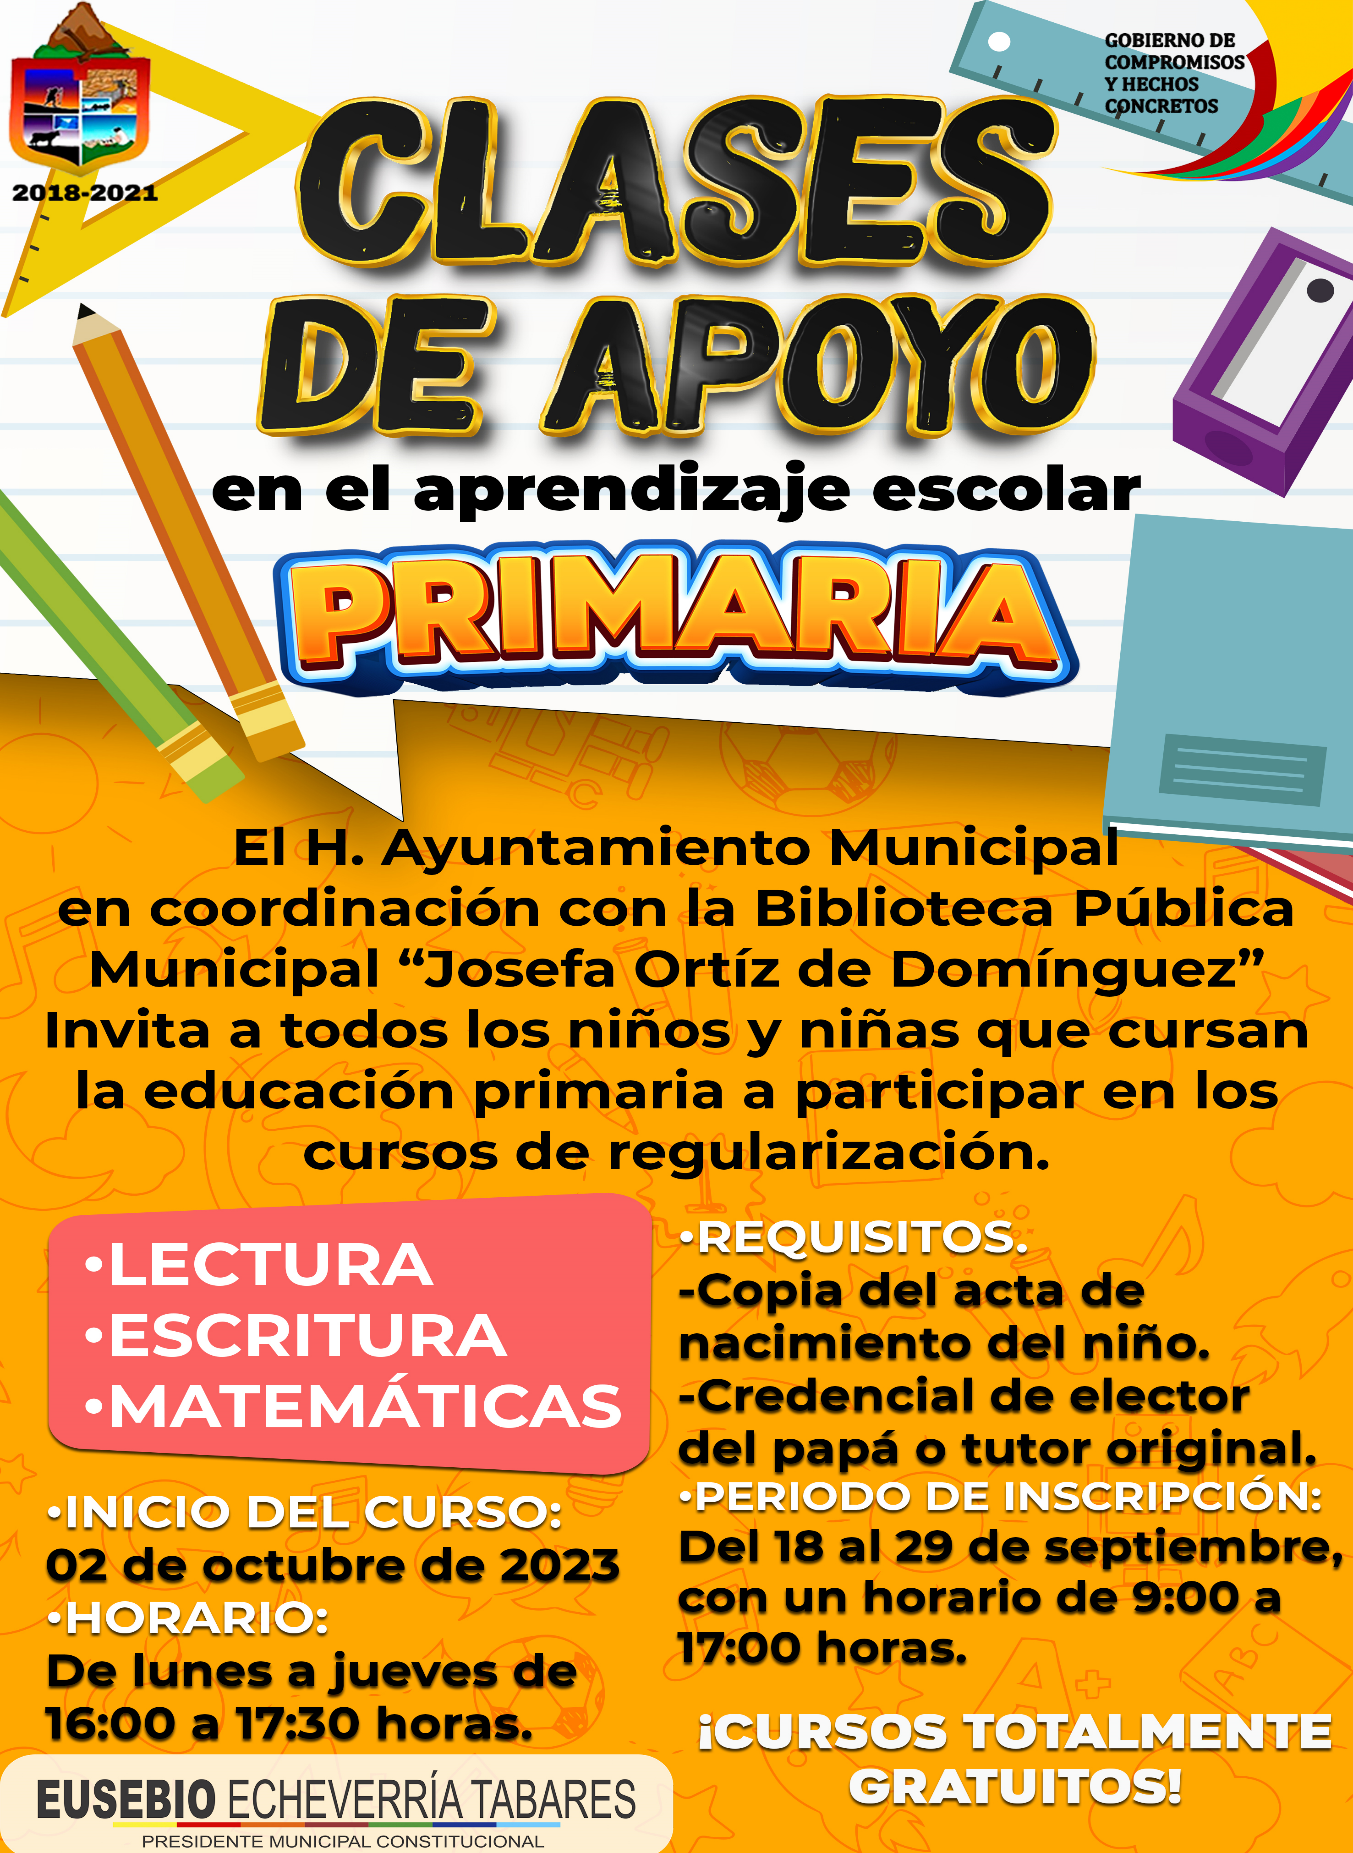 2018-2021
GOBIERNO DE
COMPROMISOS
Y HECHOS
CONCRETOS
CLASES
DE APOYO
en el aprendizaje escolar
PRIMARIA
El H. Ayuntamiento Municipal
en coordinación con la Biblioteca Pública
Municipal “Josefa Ortíz de Domínguez”
Invita a todos los niños y niñas que cursan
la educación primaria a participar en los
cursos de regularización.
•LECTURA
•ESCRITURA
•MATEMÁTICAS
•INICIO DEL CURSO:
02 de octubre de 2023
•HORARIO:
De lunes a jueves de
16:00 a 17:30 horas.
•REQUISITOS.
-Copia del acta de
nacimiento del niño.
-Credencial de elector
del papá o tutor original.
•PERIODO DE INSCRIPCIÓN:
Del 18 al 29 de septiembre,
con un horario de 9:00 a
17:00 horas.
¡CURSOS TOTALMENTE
GRATUITOS!
EUSEBIO ECHEVERRÍA TABARES
PRESIDENTE MUNICIPAL CONSTITUCIONAL
A+
ABC